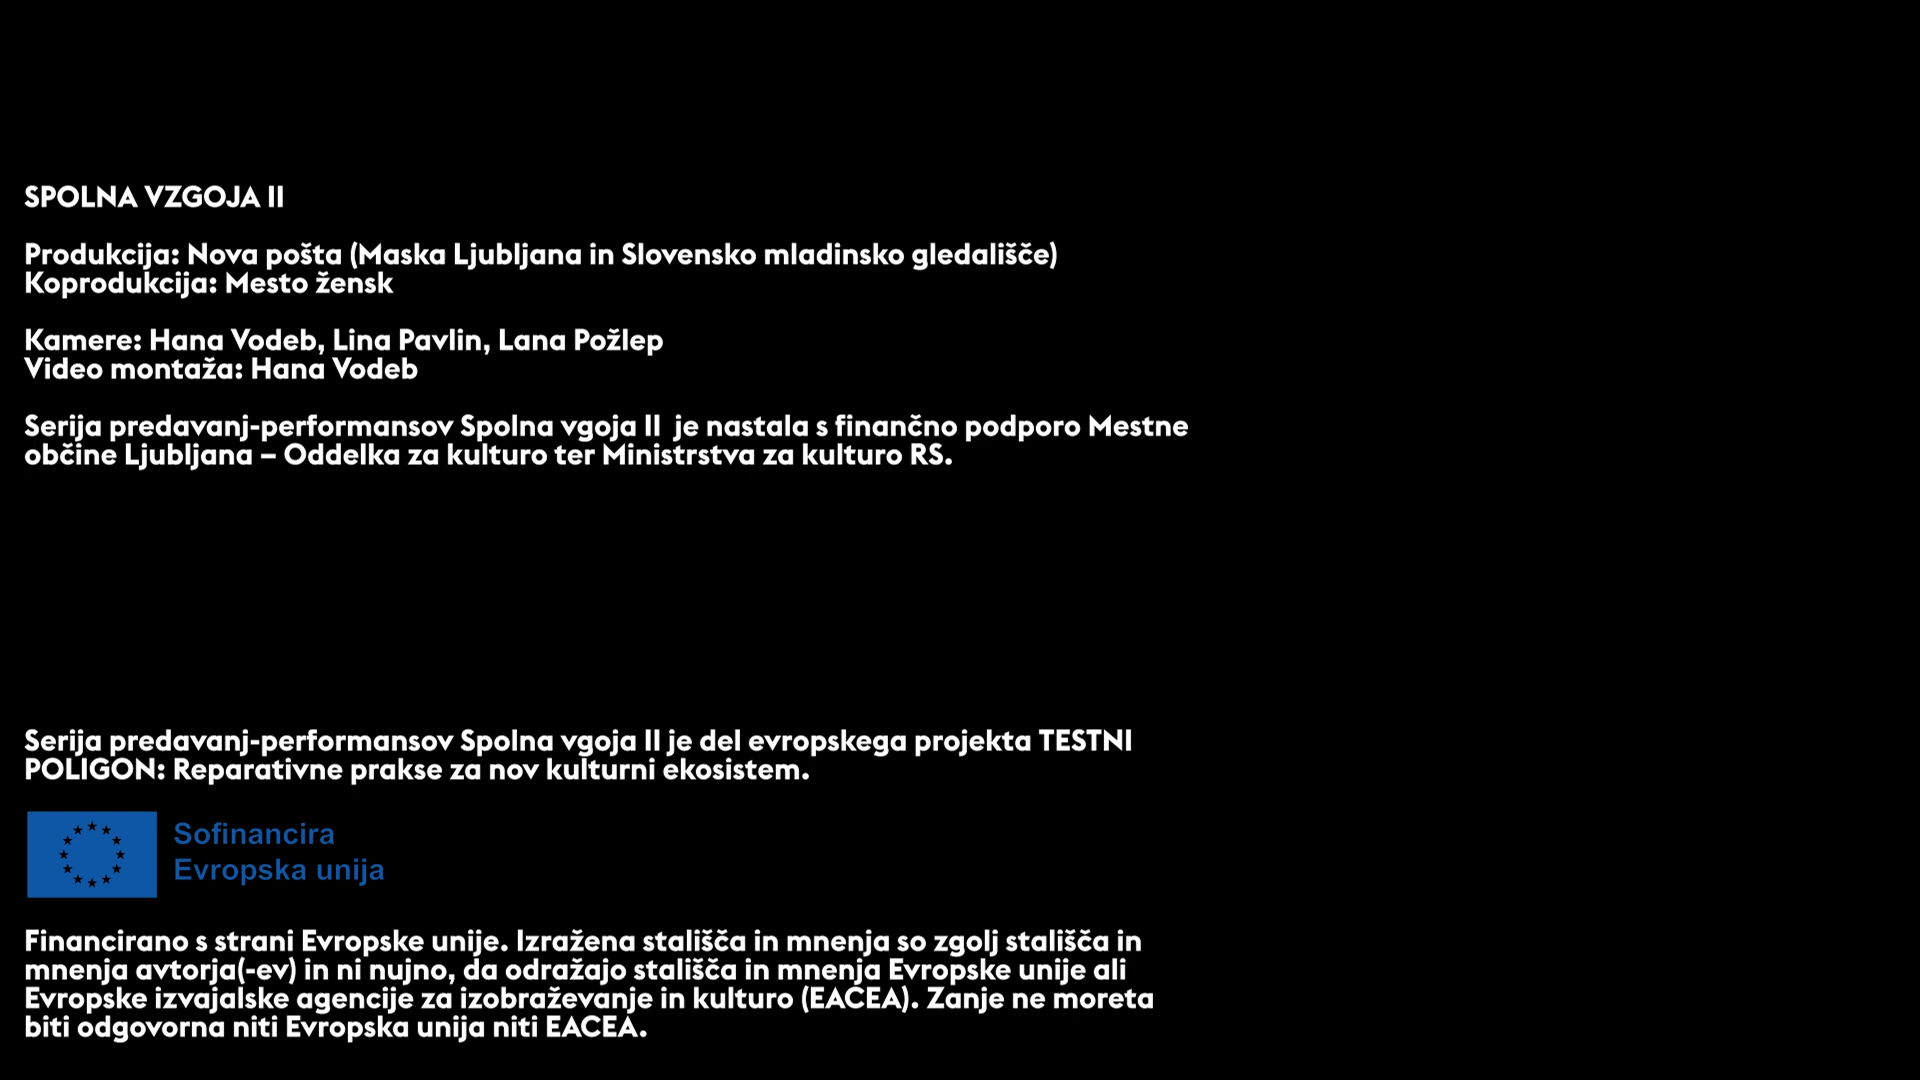 SPOLNA VZGOJA II
Produkcija: Nova pošta (Maska Ljubljana in Slovensko mladinsko gledališče)
Koprodukcija: Mesto žensk
Kamere: Hana Vodeb, Lina Pavlin, Lana Požlep
Video montaža: Hana Vodeb
Serija predavanj-performansov Spolna vgoja II  je nastala s finančno podporo Mestne
občine Ljubljana – Oddelka za kulturo ter Ministrstva za kulturo RS.
Serija predavanj-performansov Spolna vgoja II je del evropskega projekta TESTNI
POLIGON: Reparativne prakse za nov kulturni ekosistem.
Sofinancira
Evropska unija
Financirano s strani Evropske unije. Izražena stališča in mnenja so zgolj stališča in
mnenja avtorja(-ev) in ni nujno, da odražajo stališča in mnenja Evropske unije ali
Evropske izvajalske agencije za izobraževanje in kulturo (EACEA). Zanje ne moreta
biti odgovorna niti Evropska unija niti EACEA.